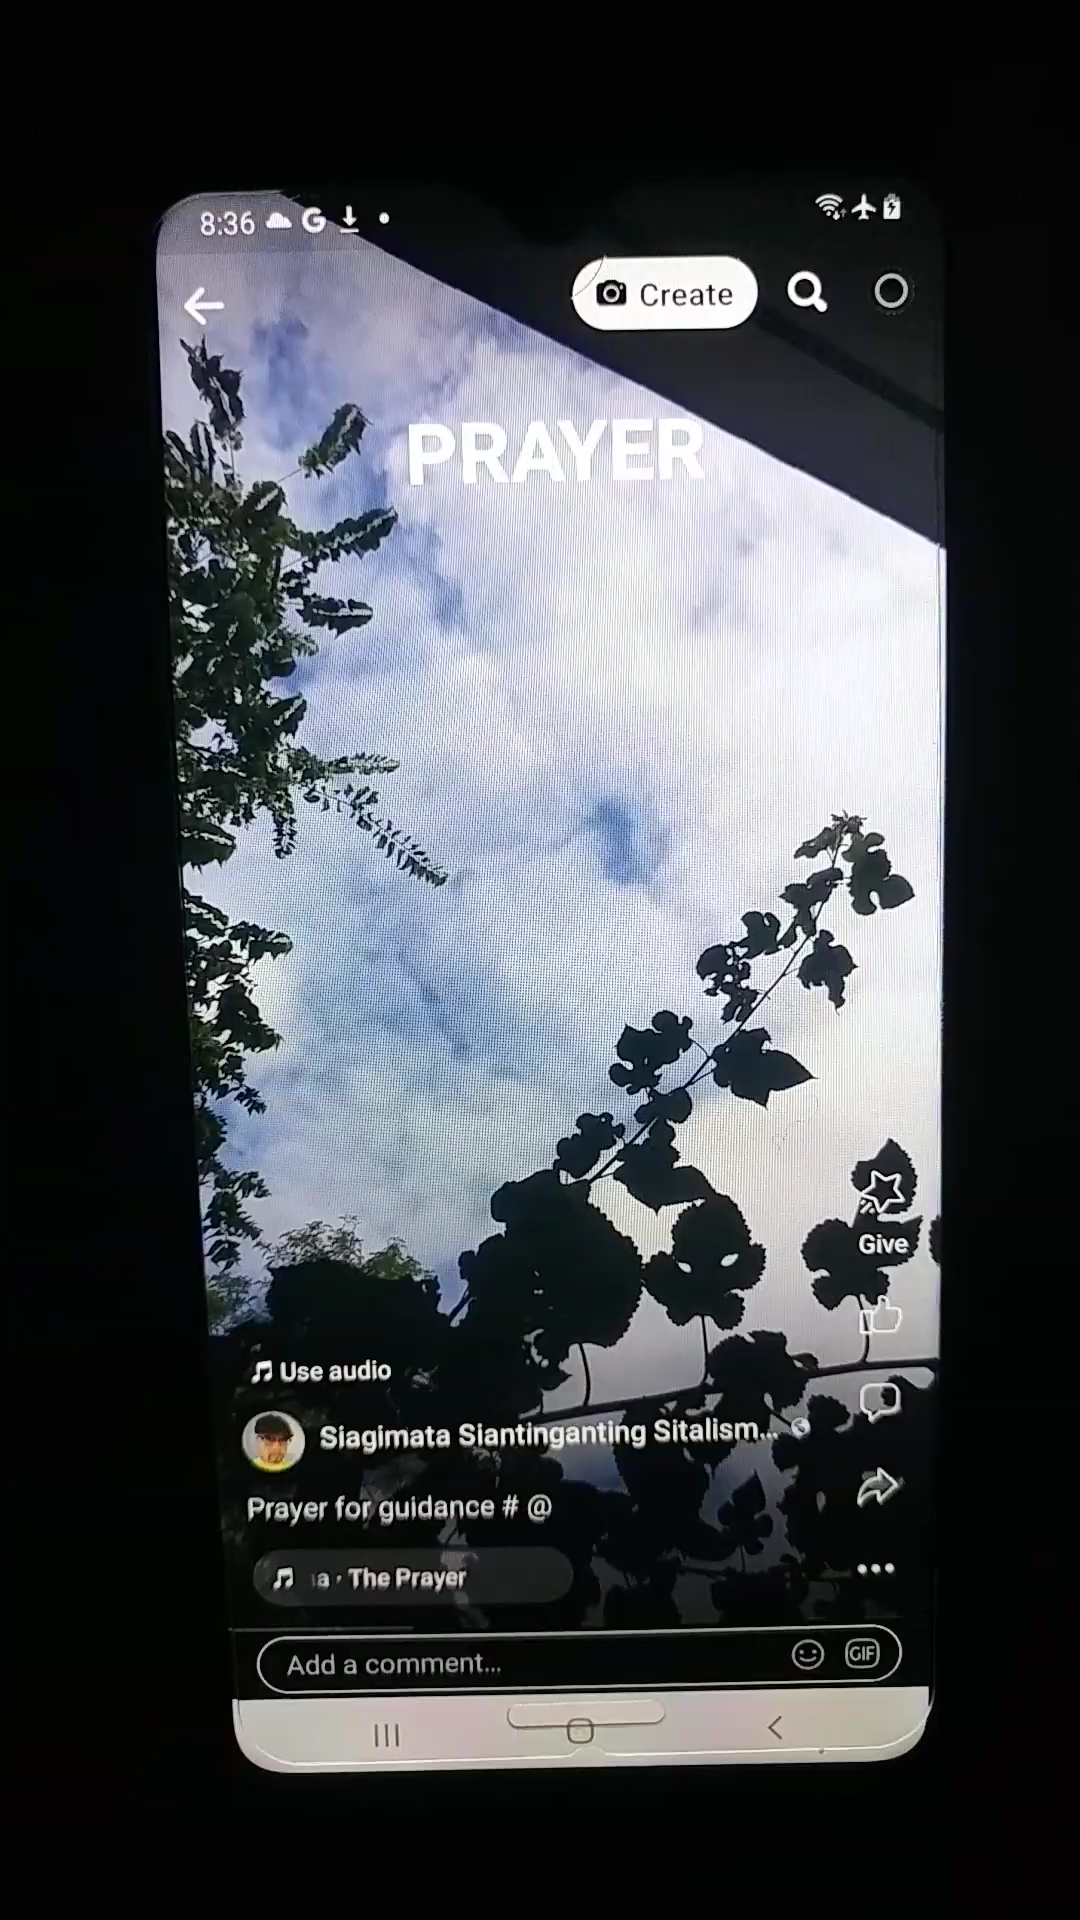 8:36
Create
PRAYER
Give
Use audio
Siagimata Siantinganting Sitalism...
Prayer for guidance # @
a · The Prayer
Add a comment...
GIF